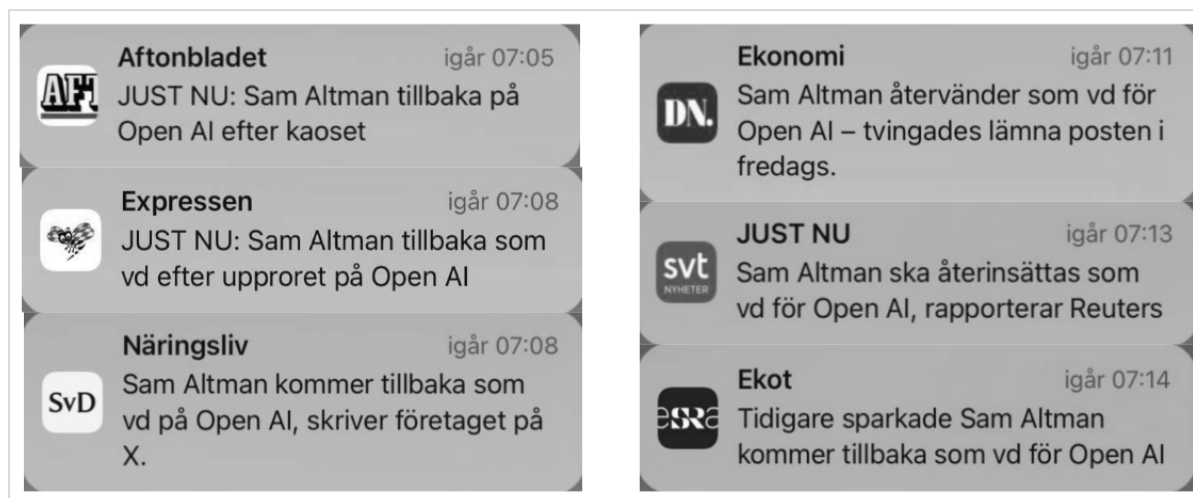 Aftonbladet igår 07:05
AFT
JUST NU: Sam Altman tillbaka på
Open AI efter kaoset
Expressen igår 07:08
JUST NU: Sam Altman tillbaka som
vd efter upproret på Open AI
Näringsliv igår 07:08
SvD
Sam Altman kommer tillbaka som
vd på Open AI, skriver företaget på
X.
Ekonomi igår 07:11
DN.
Sam Altman återvänder som vd för
Open AI – tvingades lämna posten i
fredags.
JUST NU igår 07:13
svt
NYHETER
Sam Altman ska återinsättas som
vd för Open AI, rapporterar Reuters
Ekot igår 07:14
Tidigare sparkade Sam Altman
kommer tillbaka som vd för Open AI